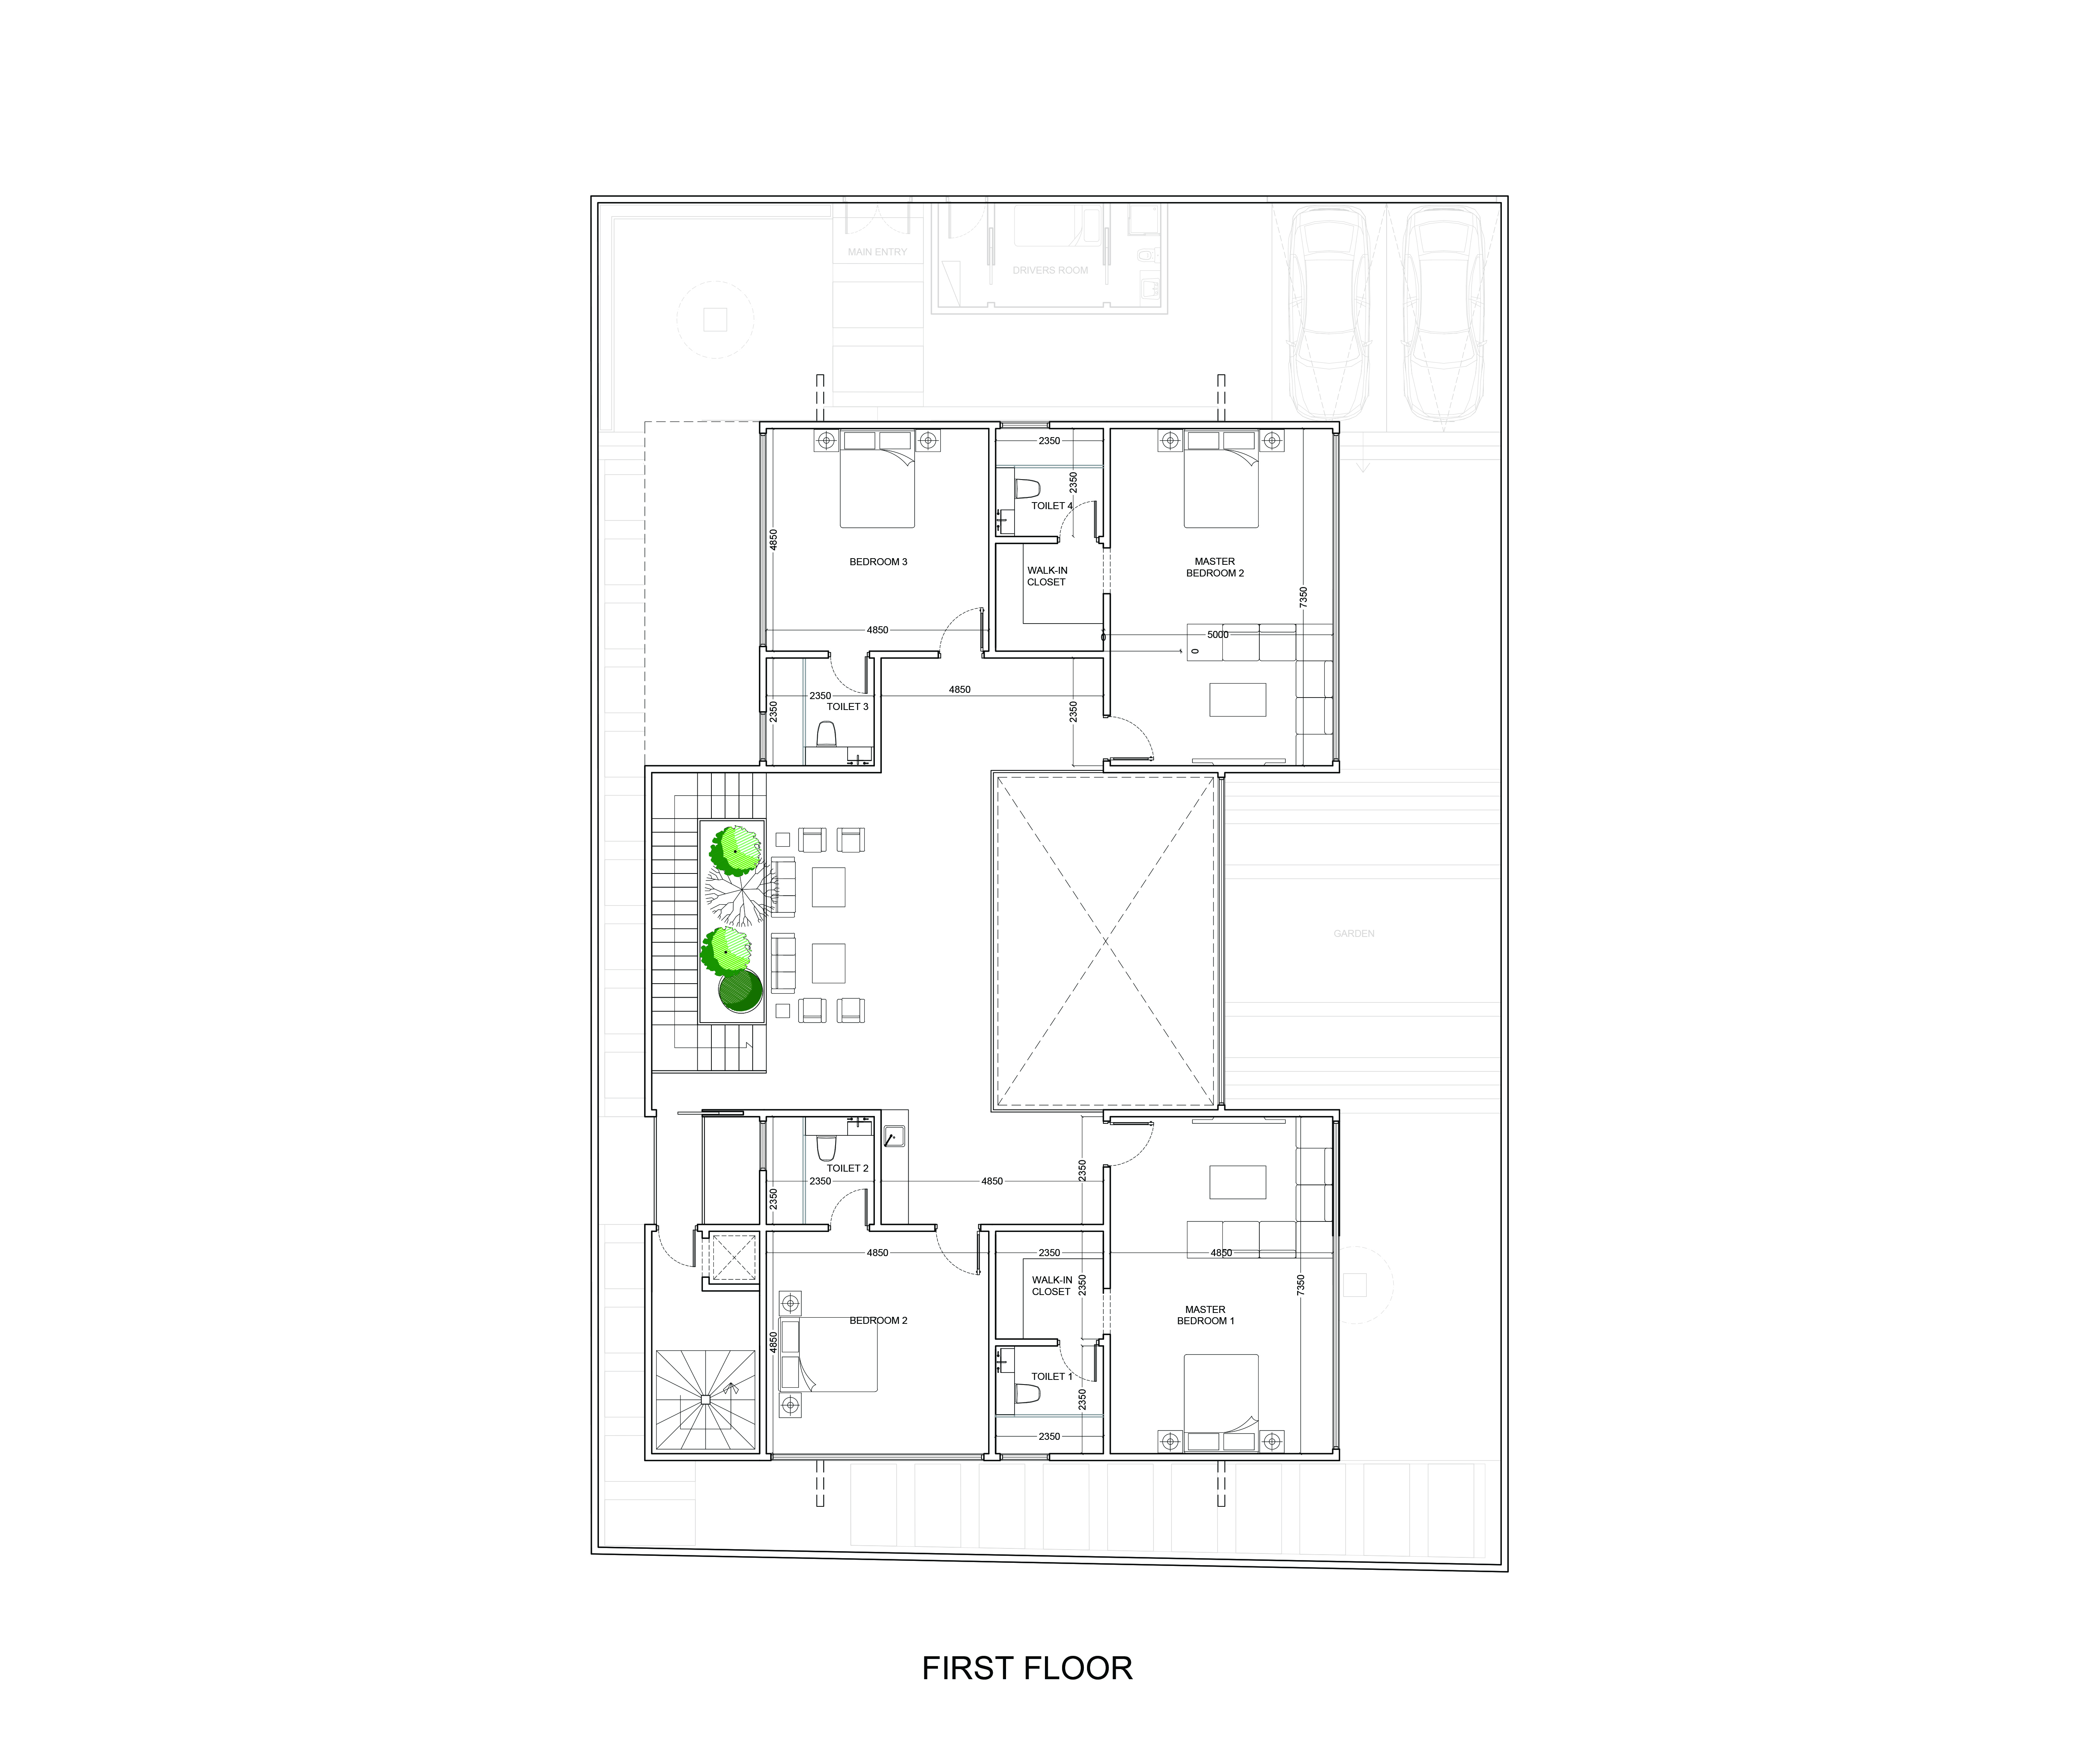 MAIN ENTRY
DRIVERS ROOM
2350
2350
TOILET 4
4850
BEDROOM 3
WALK-IN
CLOSET
MASTER
BEDROOM 2
7350
4850
0
5000
0
2350
TOILET 3
2350
4850
2350
GARDEN
TOILET 2
2350
2350
4850
2350
4850
2350
4850
WALK-IN
CLOSET
2350
7350
MASTER
BEDROOM 1
BEDROOM 2
4850
TOILET 1
2350
2350
FIRST FLOOR